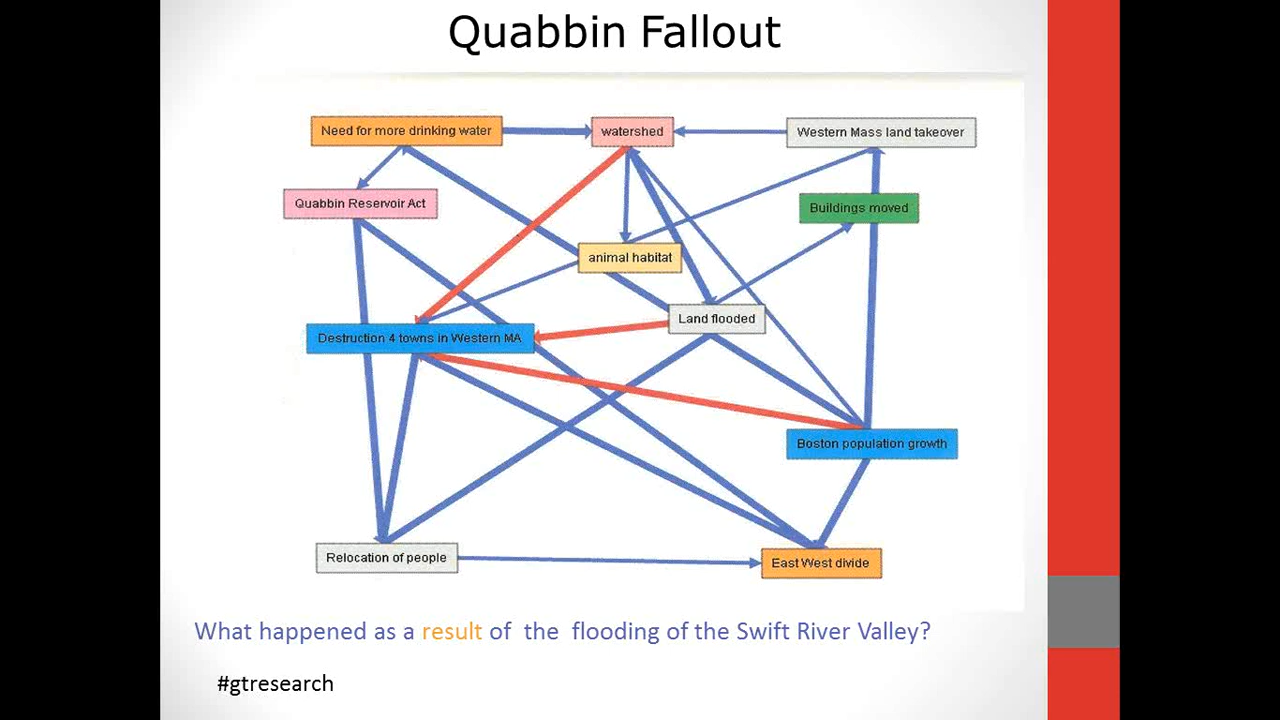 Quabbin Fallout
Need for more drinking water
watershed
Western Mass land takeover
Quabbin Reservoir Act
Buildings moved
animal habitat
Land flooded
Destruction 4 towns in Western MA
Boston population growth
Relocation of people
East West divide
What happened as a result of the flooding of the Swift River Valley?
#gtresearch